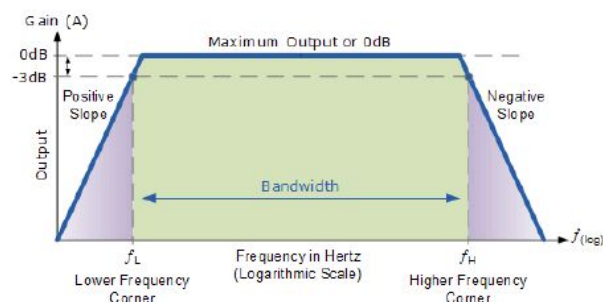 Gain (A)
Maximum Output or 0dB
0dB
-3dB
Positive
Slope
Negative
Slope
Output
Bandwidth
f(log)
fL
Frequency in Hertz
(Logarithmic Scale)
fH
Lower Frequency
Corner
Higher Frequency
Corner